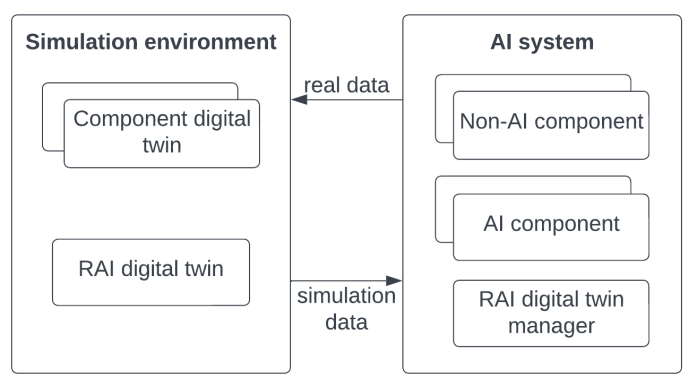 Simulation environment
Component digital
twin
RAI digital twin
real data
simulation
data
AI system
Non-AI component
AI component
RAI digital twin
manager